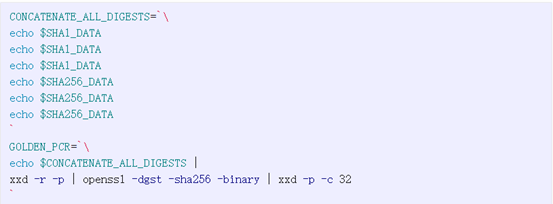 CONCATENATE_ALL_DIGESTS=`\
echo $SHA1_DATA
echo $SHA1_DATA
echo $SHA1_DATA
echo $SHA256_DATA
echo $SHA256_DATA
echo $SHA256_DATA
`
GOLDEN_PCR=`\
echo $CONCATENATE_ALL_DIGESTS |
xxd -r -p | openssl -dgst -sha256 -binary | xxd -p -c 32
`